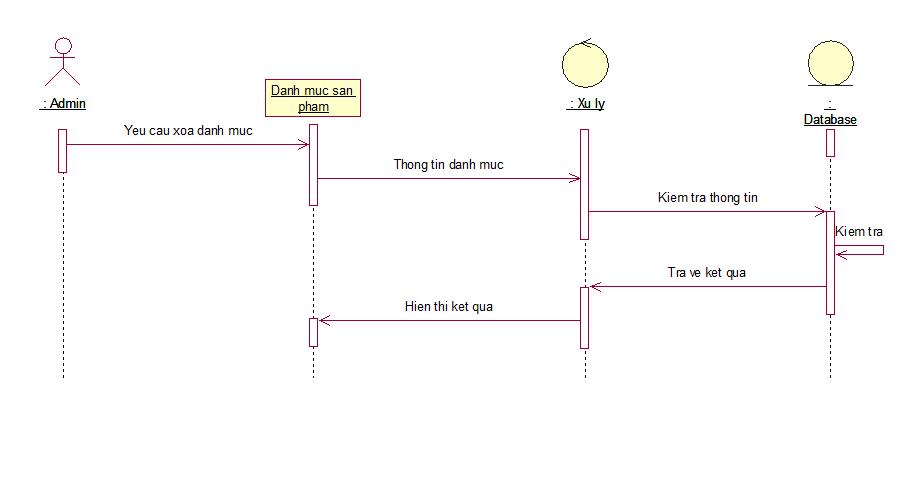 : Admin
Danh muc san
pham
: Xu ly
:
Database
Yeu cau xoa danh muc
Thong tin danh muc
Kiem tra thong tin
Kiem tra
Tra ve ket qua
Hien thi ket qua